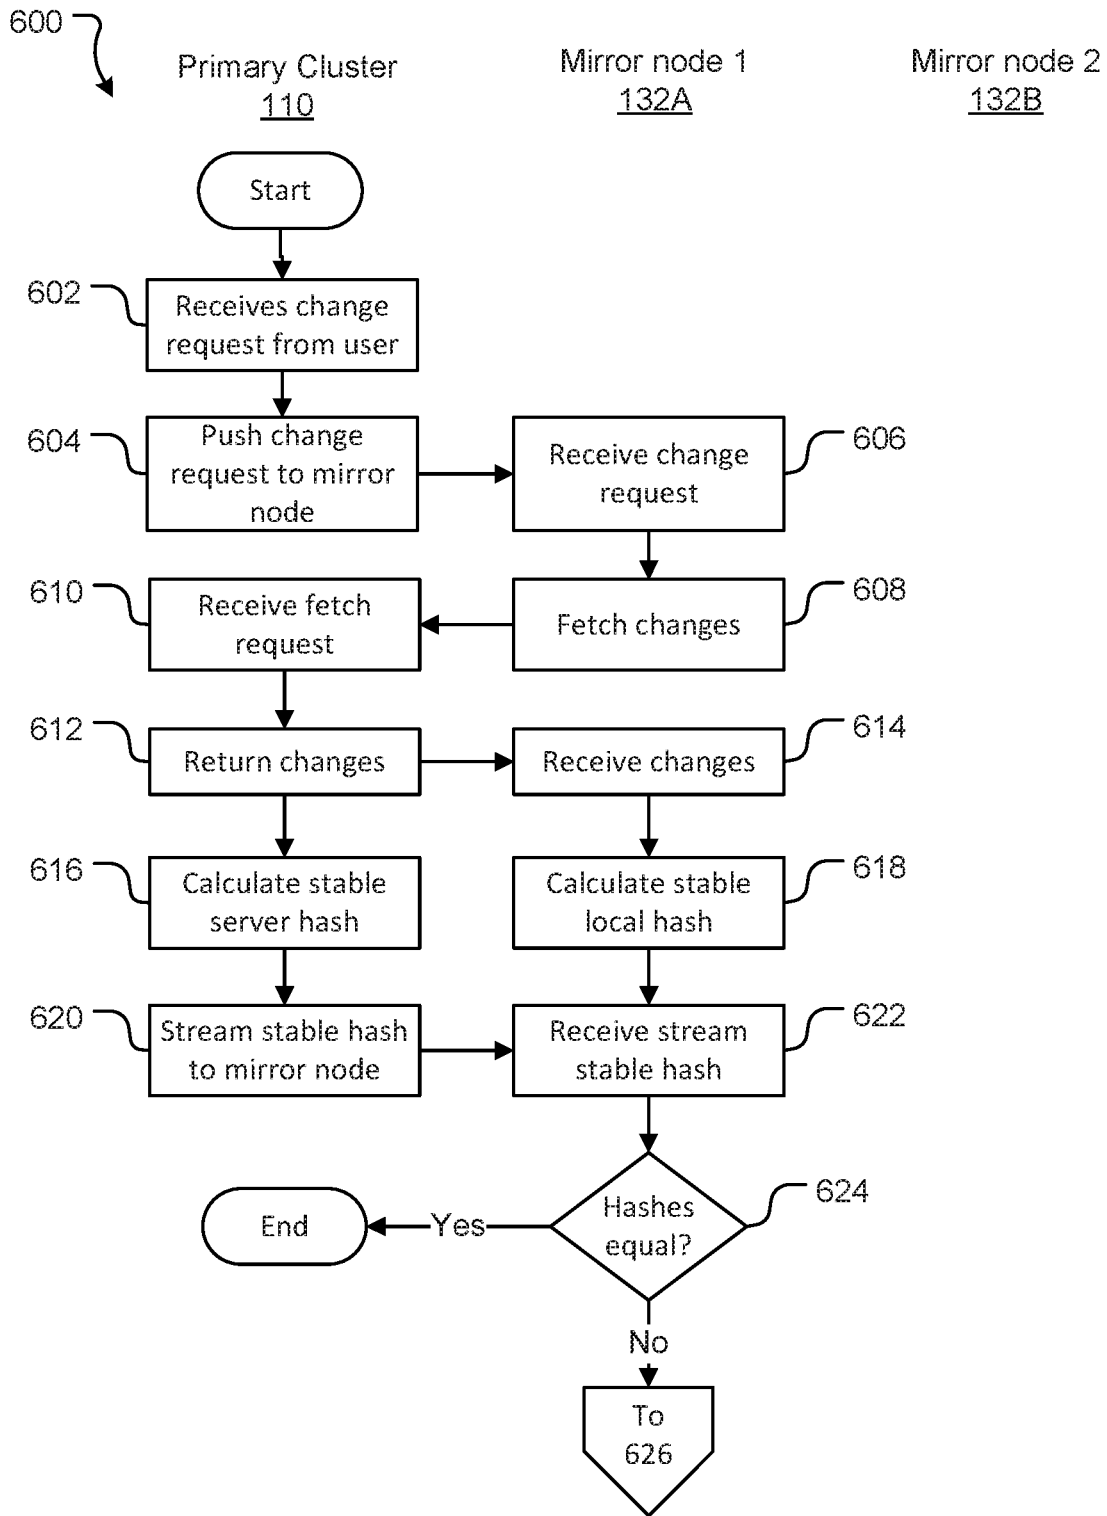 600
Primary Cluster
110
Mirror node 1
132A
Mirror node 2
132B
Start
602
Receives change
request from user
604
Push change
request to mirror
node
Receive change
request
606
610
Receive fetch
request
Fetch changes
608
612
Return changes
Receive changes
614
616
Calculate stable
server hash
Calculate stable
local hash
618
620
Stream stable hash
to mirror node
Receive stream
stable hash
622
End
Yes
Hashes
equal?
624
No
To
626